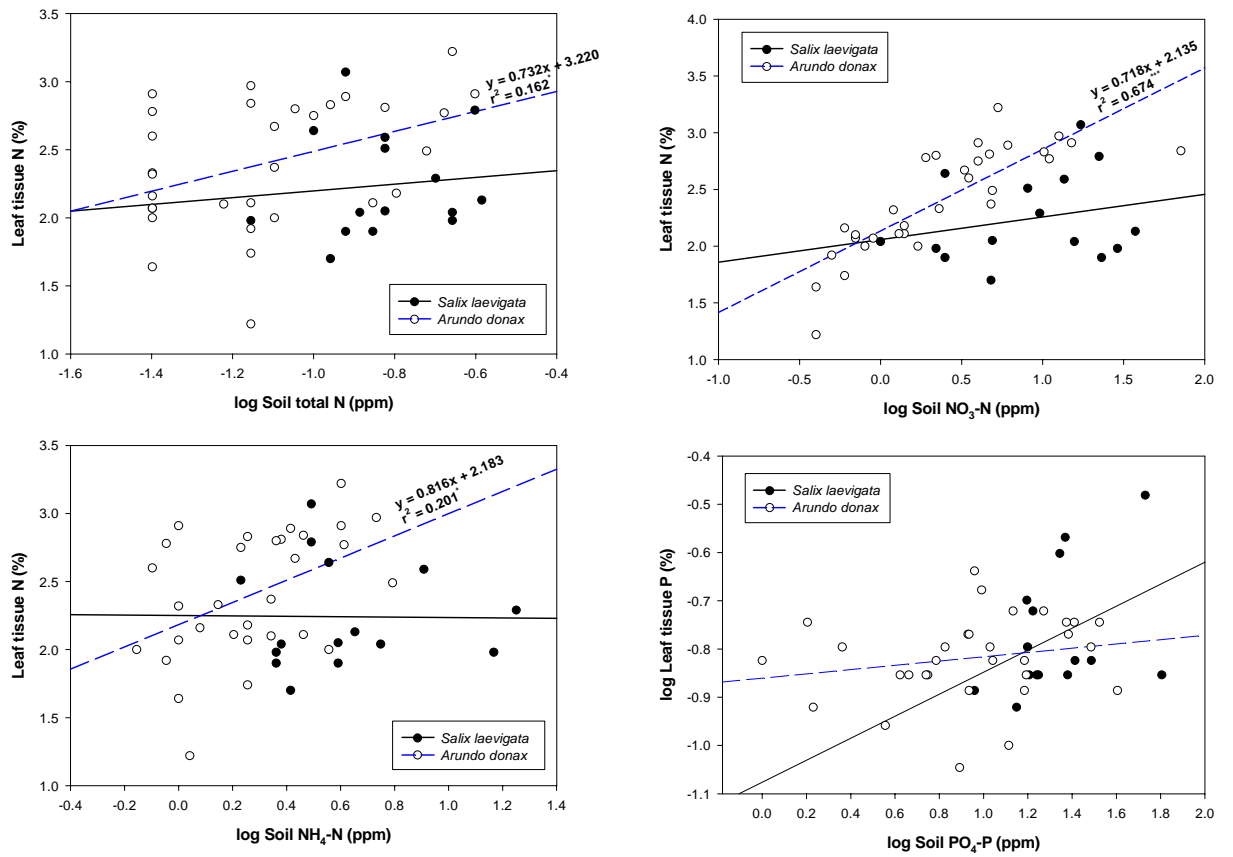 3.5
3.0
2.5
2.0
1.5
1.0
Leaf tissue N (%)
y = 0.732x + 3.220
r² = 0.162*
Salix laevigata
Arundo donax
-1.6 -1.4 -1.2 -1.0 -0.8 -0.6 -0.4
log Soil total N (ppm)
4.0
3.5
3.0
2.5
2.0
1.5
1.0
Leaf tissue N (%)
Salix laevigata
Arundo donax
y = 0.718x + 2.135
r² = 0.674***
-1.0 -0.5 0.0 0.5 1.0 1.5 2.0
log Soil NO₃-N (ppm)
3.5
3.0
2.5
2.0
1.5
1.0
Leaf tissue N (%)
y = 0.816x + 2.183
r² = 0.201*
Salix laevigata
Arundo donax
-0.4 -0.2 0.0 0.2 0.4 0.6 0.8 1.0 1.2 1.4
log Soil NH₄-N (ppm)
-0.4
-0.5
-0.6
-0.7
-0.8
-0.9
-1.0
-1.1
log Leaf tissue P (%)
Salix laevigata
Arundo donax
0.0 0.2 0.4 0.6 0.8 1.0 1.2 1.4 1.6 1.8 2.0
log Soil PO₄-P (ppm)